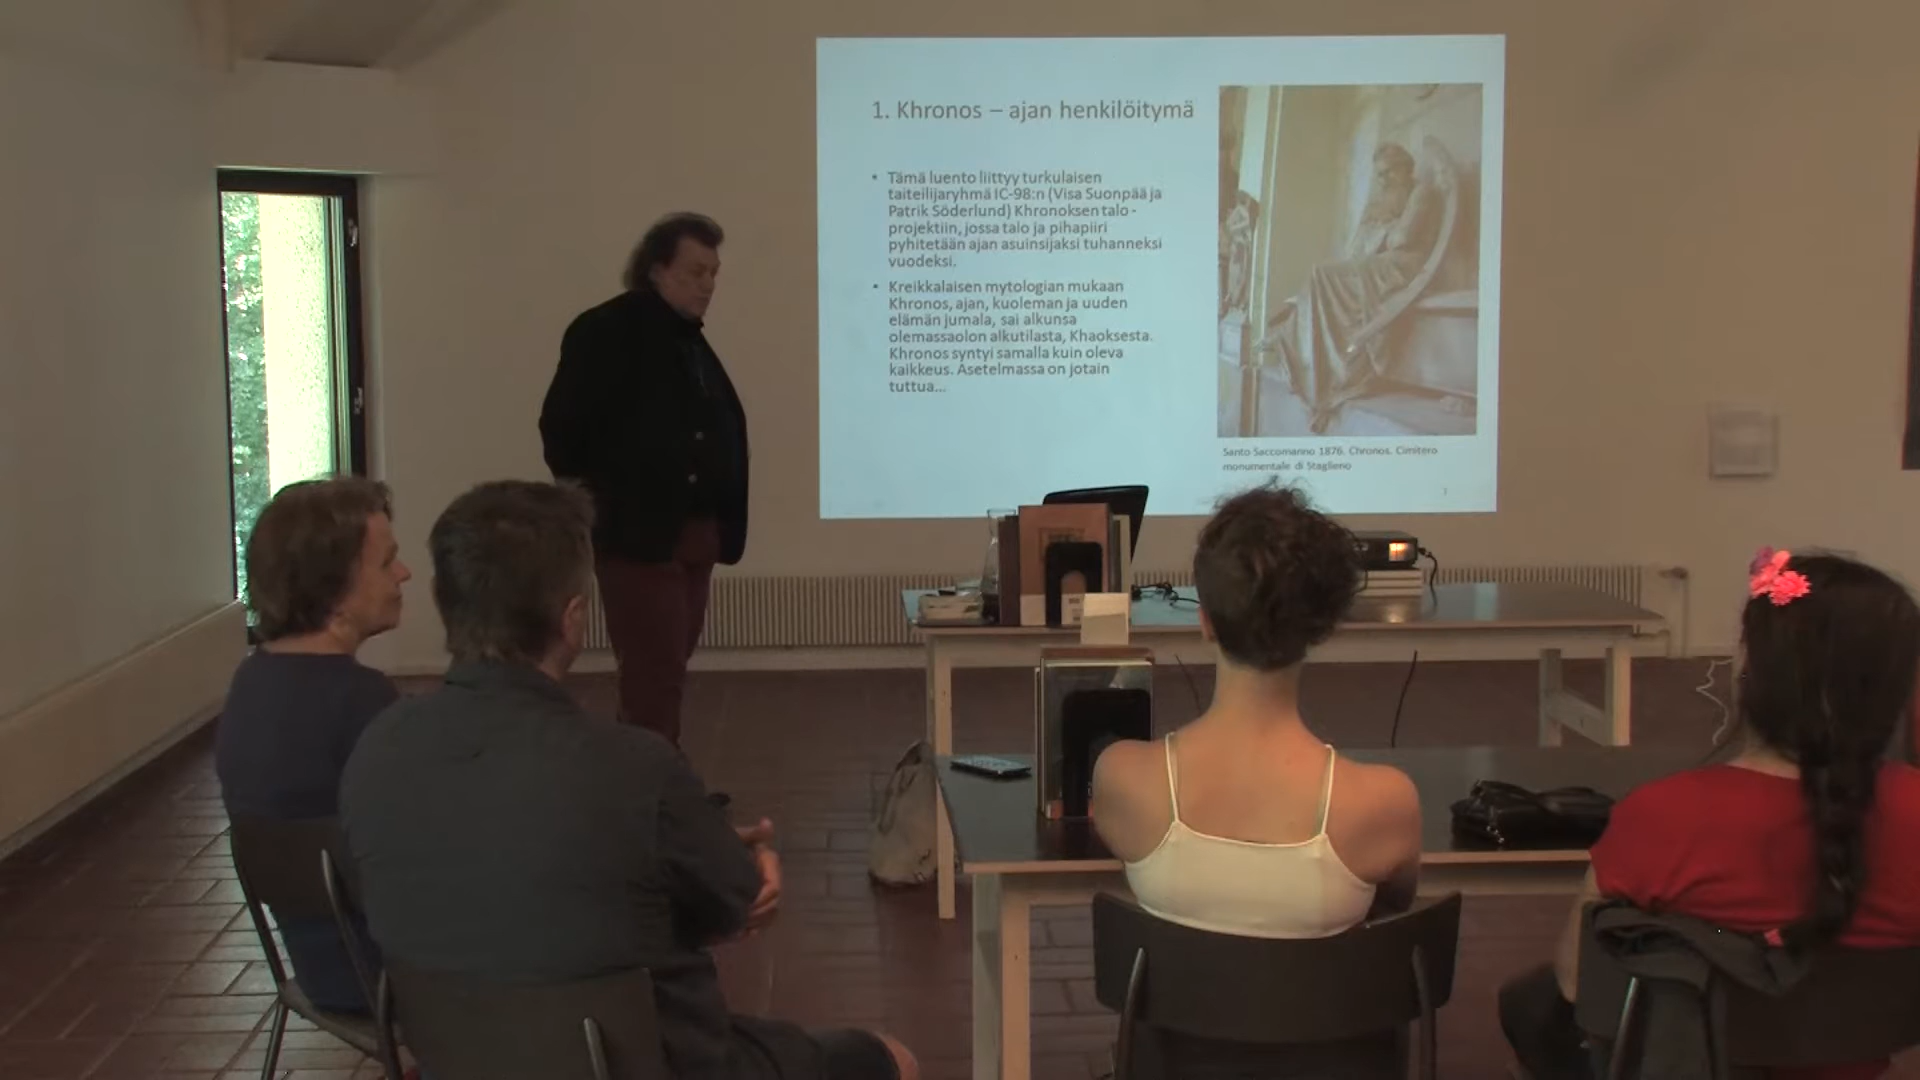 1. Khronos – ajan henkilöitymä
• Tämä luento liittyy turkulaisen
taiteilijaryhmä IC-98:n (Visa Suonpää ja
Patrik Söderlund) Khronoksen talo -
projektiin, jossa talo ja pihapiiri
pyhitetään ajan asuinsijaksi tuhanneksi
vuodeksi.
• Kreikkalaisen mytologian mukaan
Khronos, ajan, kuoleman ja uuden
elämän jumala, sai alkunsa
olemassaolon alkutilasta, Khaoksesta.
Khronos syntyi samalla kuin oleva
kaikkeus. Asetelmassa on jotain
tuttua...
Santo Saccomanno 1876. Chronos. Cimitero
monumentale di Staglieno